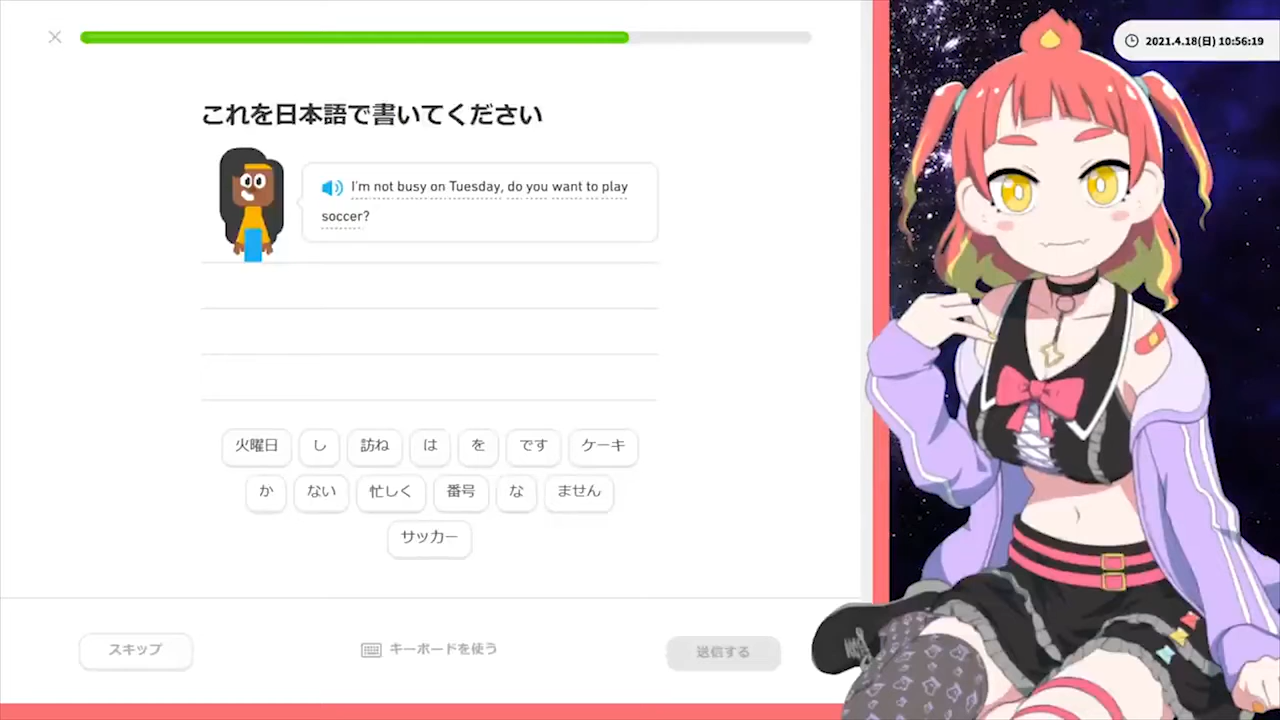 2021.4.18(日) 10:56:19
これを日本語で書いてください
I'm not busy on Tuesday, do you want to play
soccer?
火曜日 し 訪ね は を です ケーキ
か ない 忙しく 番号 な ません
サッカー
スキップ キーボードを使う 送信する